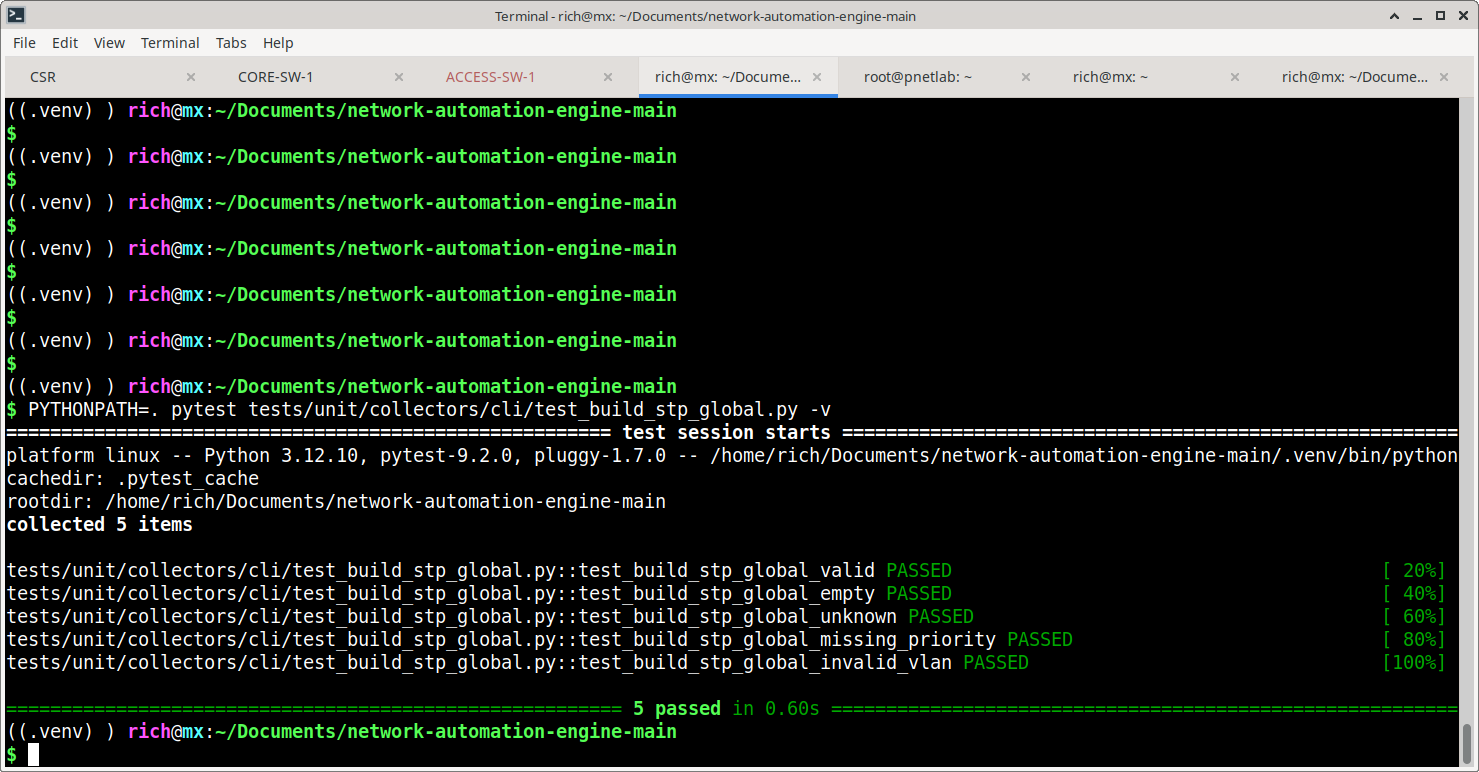 Terminal - rich@mx: ~/Documents/network-automation-engine-main
File Edit View Terminal Tabs Help
CSR CORE-SW-1 ACCESS-SW-1 rich@mx: ~/Docume... root@pnetlab: ~ rich@mx: ~ rich@mx: ~/Docume...
((.venv) ) rich@mx:~/Documents/network-automation-engine-main
$
((.venv) ) rich@mx:~/Documents/network-automation-engine-main
$
((.venv) ) rich@mx:~/Documents/network-automation-engine-main
$
((.venv) ) rich@mx:~/Documents/network-automation-engine-main
$
((.venv) ) rich@mx:~/Documents/network-automation-engine-main
$
((.venv) ) rich@mx:~/Documents/network-automation-engine-main
$
((.venv) ) rich@mx:~/Documents/network-automation-engine-main
$ PYTHONPATH=. pytest tests/unit/collectors/cli/test_build_stp_global.py -v
======================================================= test session starts ========================================================
platform linux -- Python 3.12.10, pytest-9.2.0, pluggy-1.7.0 -- /home/rich/Documents/network-automation-engine-main/.venv/bin/python
cachedir: .pytest_cache
rootdir: /home/rich/Documents/network-automation-engine-main
collected 5 items
tests/unit/collectors/cli/test_build_stp_global.py::test_build_stp_global_valid PASSED [ 20%]
tests/unit/collectors/cli/test_build_stp_global.py::test_build_stp_global_empty PASSED [ 40%]
tests/unit/collectors/cli/test_build_stp_global.py::test_build_stp_global_unknown PASSED [ 60%]
tests/unit/collectors/cli/test_build_stp_global.py::test_build_stp_global_missing_priority PASSED [ 80%]
tests/unit/collectors/cli/test_build_stp_global.py::test_build_stp_global_invalid_vlan PASSED [100%]
======================================================== 5 passed in 0.60s =========================================================
((.venv) ) rich@mx:~/Documents/network-automation-engine-main
$